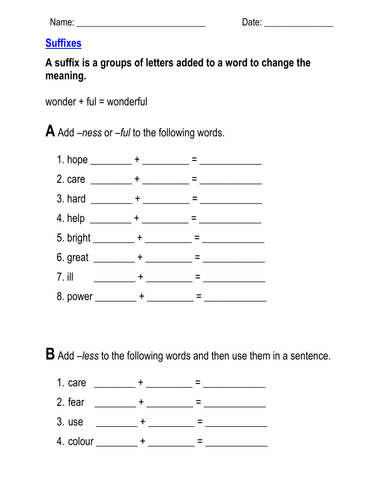 Name: ____________________________ Date: _______________
Suffixes
A suffix is a groups of letters added to a word to change the
meaning.
wonder + ful = wonderful
A Add –ness or –ful to the following words.
1. hope ________ + _________ = ____________
2. care ________ + _________ = ____________
3. hard ________ + _________ = ____________
4. help ________ + _________ = ____________
5. bright ________ + _________ = ____________
6. great ________ + _________ = ____________
7. ill ________ + _________ = ____________
8. power ________ + _________ = ____________
B Add –less to the following words and then use them in a sentence.
1. care ________ + _________ = ____________
2. fear ________ + _________ = ____________
3. use ________ + _________ = ____________
4. colour ________ + _________ = ____________